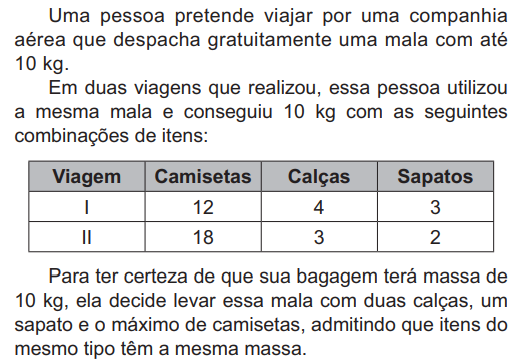 Uma pessoa pretende viajar por uma companhia
aérea que despacha gratuitamente uma mala com até
10 kg.
Em duas viagens que realizou, essa pessoa utilizou
a mesma mala e conseguiu 10 kg com as seguintes
combinações de itens:
Viagem Camisetas Calças Sapatos
I 12 4 3
II 18 3 2
Para ter certeza de que sua bagagem terá massa de
10 kg, ela decide levar essa mala com duas calças, um
sapato e o máximo de camisetas, admitindo que itens do
mesmo tipo têm a mesma massa.